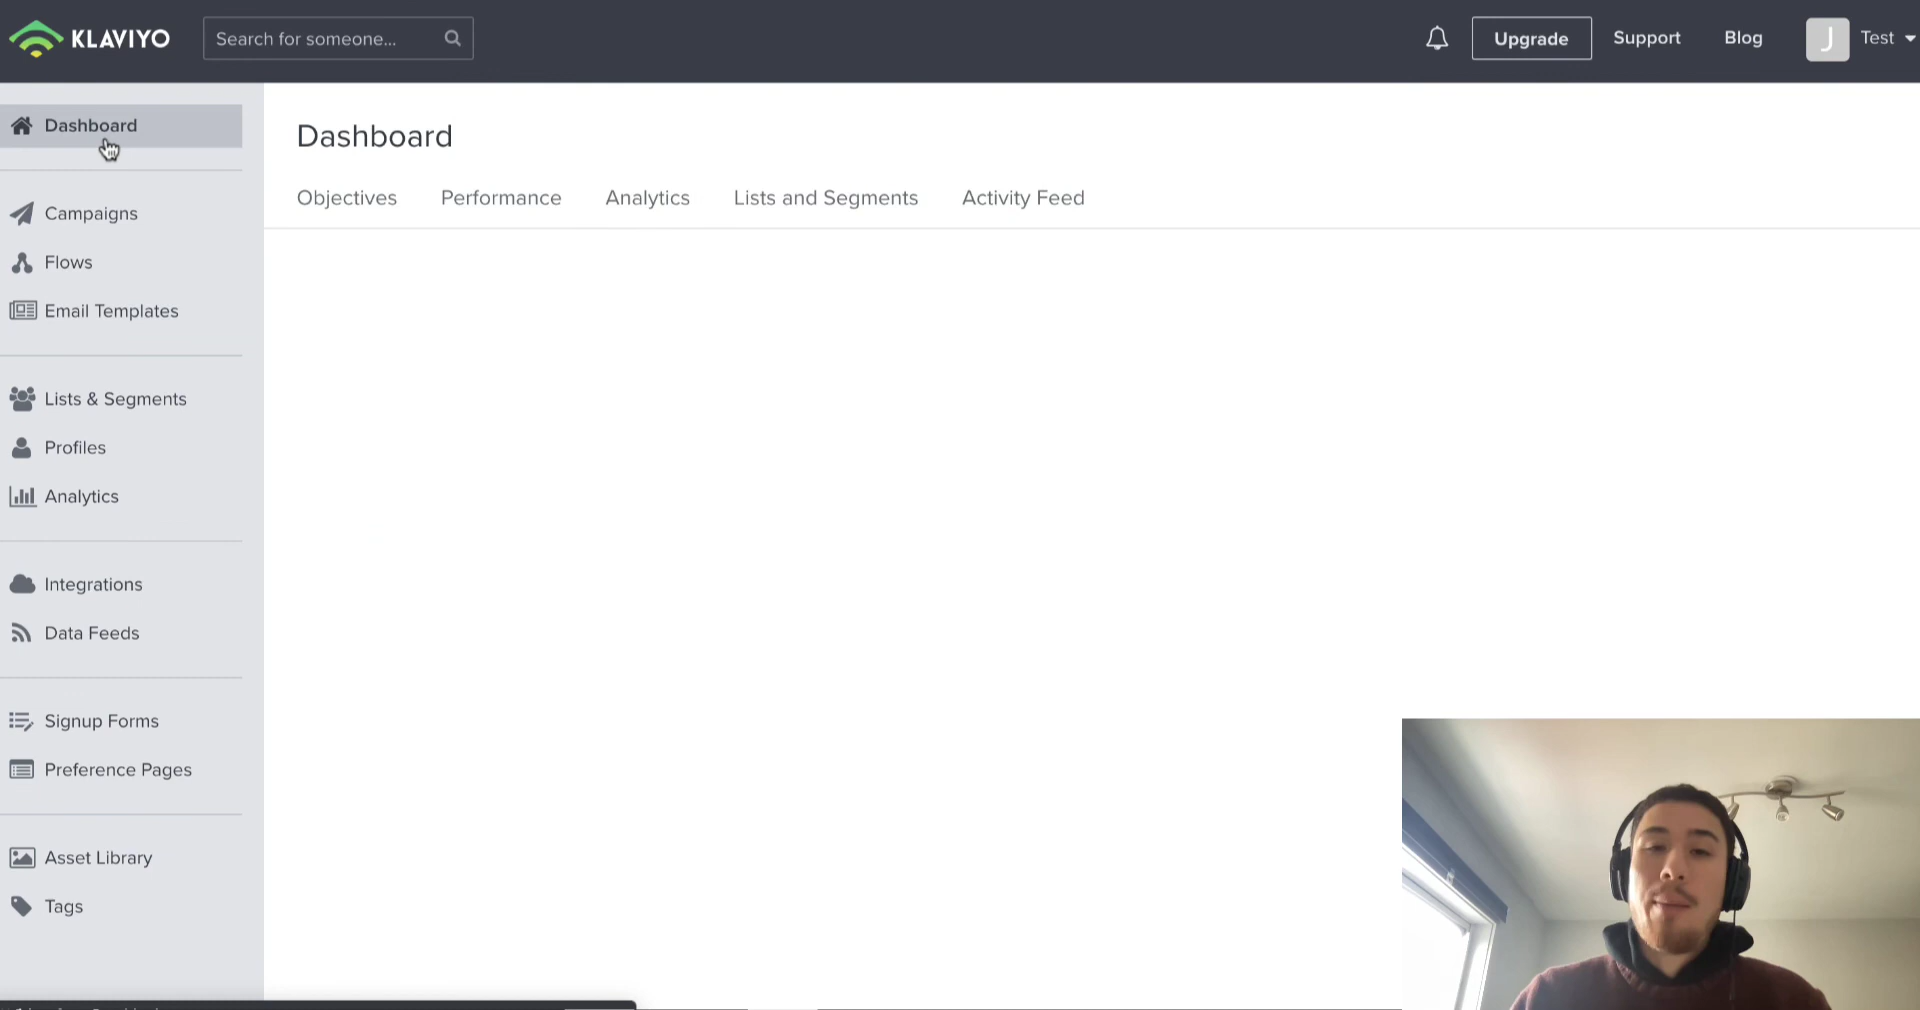 KLAVIYO
Search for someone...
Upgrade
Support
Blog
J
Test
Dashboard
Campaigns
Flows
Email Templates
Lists & Segments
Profiles
Analytics
Integrations
Data Feeds
Signup Forms
Preference Pages
Asset Library
Tags
Dashboard
Objectives Performance Analytics Lists and Segments Activity Feed